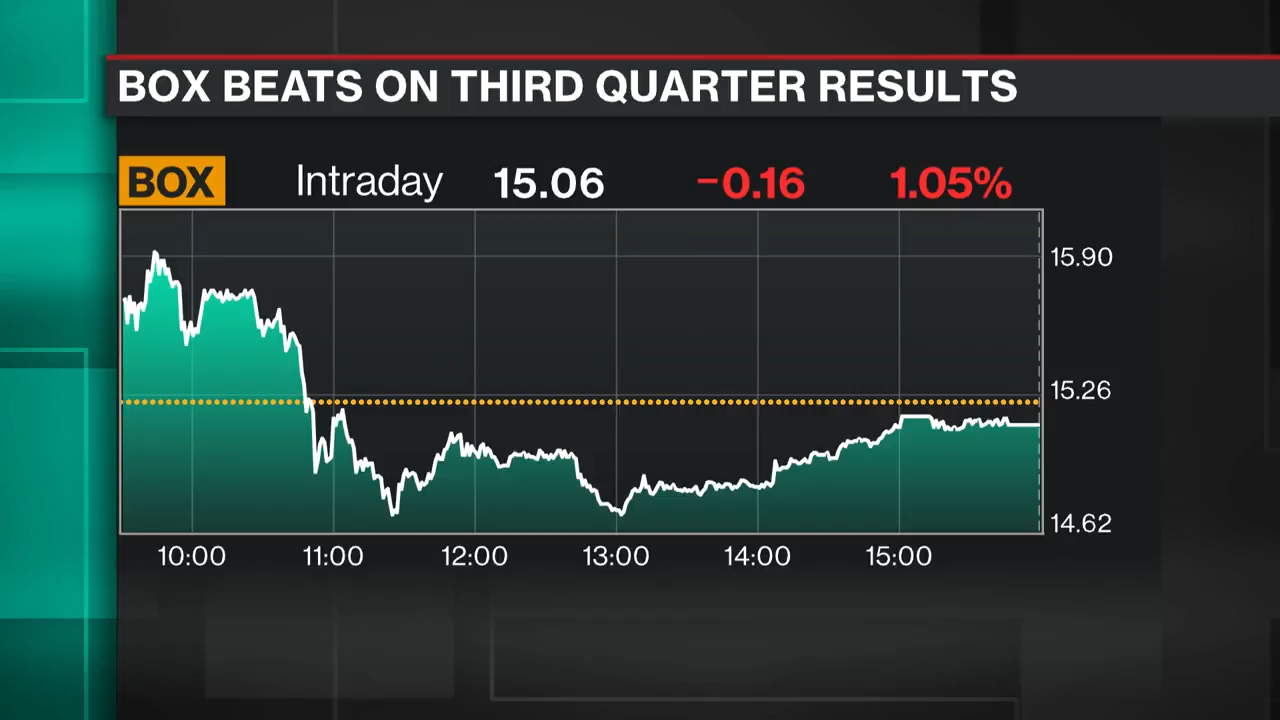 BOX BEATS ON THIRD QUARTER RESULTS
BOX Intraday 15.06 −0.16 1.05%
15.90
15.26
14.62
10:00 11:00 12:00 13:00 14:00 15:00